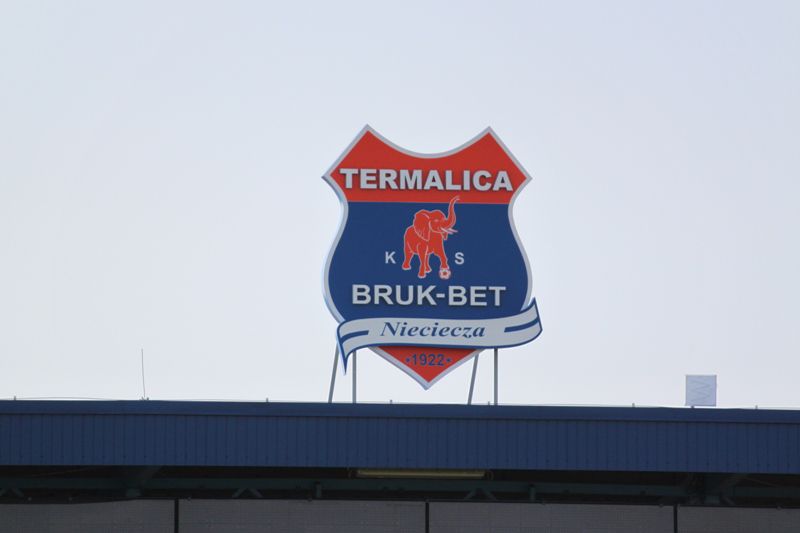 TERMALICA
K S
BRUK-BET
Nieciecza
•1922•